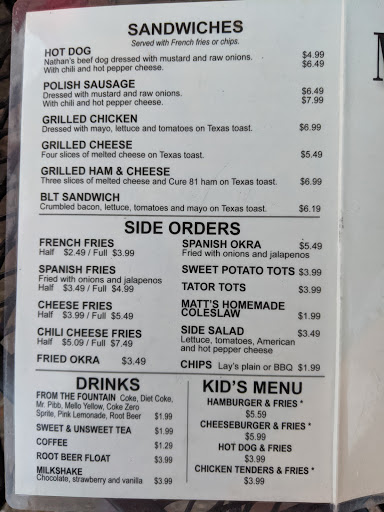 SANDWICHES
Served with French fries or chips.
HOT DOG
Nathan's beef dog dressed with mustard and raw onions. $4.99
With chili and hot pepper cheese. $6.49
POLISH SAUSAGE
Dressed with mustard and raw onions. $6.49
With chili and hot pepper cheese. $7.99
GRILLED CHICKEN
Dressed with mayo, lettuce and tomatoes on Texas toast. $6.99
GRILLED CHEESE
Four slices of melted cheese on Texas toast. $5.49
GRILLED HAM & CHEESE
Three slices of melted cheese and Cure 81 ham on Texas toast. $6.99
BLT SANDWICH
Crumbled bacon, lettuce, tomatoes and mayo on Texas toast. $6.19
SIDE ORDERS
FRENCH FRIES
Half $2.49 / Full $3.99
SPANISH FRIES
Fried with onions and jalapenos
Half $3.49 / Full $4.99
CHEESE FRIES
Half $3.99 / Full $5.49
CHILI CHEESE FRIES
Half $5.09 / Full $7.49
FRIED OKRA $3.49
SPANISH OKRA $5.49
Fried with onions and jalapenos
SWEET POTATO TOTS $3.99
TATOR TOTS $3.99
MATT'S HOMEMADE
COLESLAW $1.99
SIDE SALAD $3.49
Lettuce, tomatoes, American
and hot pepper cheese
CHIPS Lay's plain or BBQ $1.99
DRINKS
FROM THE FOUNTAIN Coke, Diet Coke,
Mr. Pibb, Mello Yellow, Coke Zero
Sprite, Pink Lemonade, Root Beer $1.99
SWEET & UNSWEET TEA $1.99
COFFEE $1.29
ROOT BEER FLOAT $3.99
MILKSHAKE
Chocolate, strawberry and vanilla $3.99
KID'S MENU
HAMBURGER & FRIES *
$5.59
CHEESEBURGER & FRIES *
$5.99
HOT DOG & FRIES
$3.99
CHICKEN TENDERS & FRIES *
$3.99